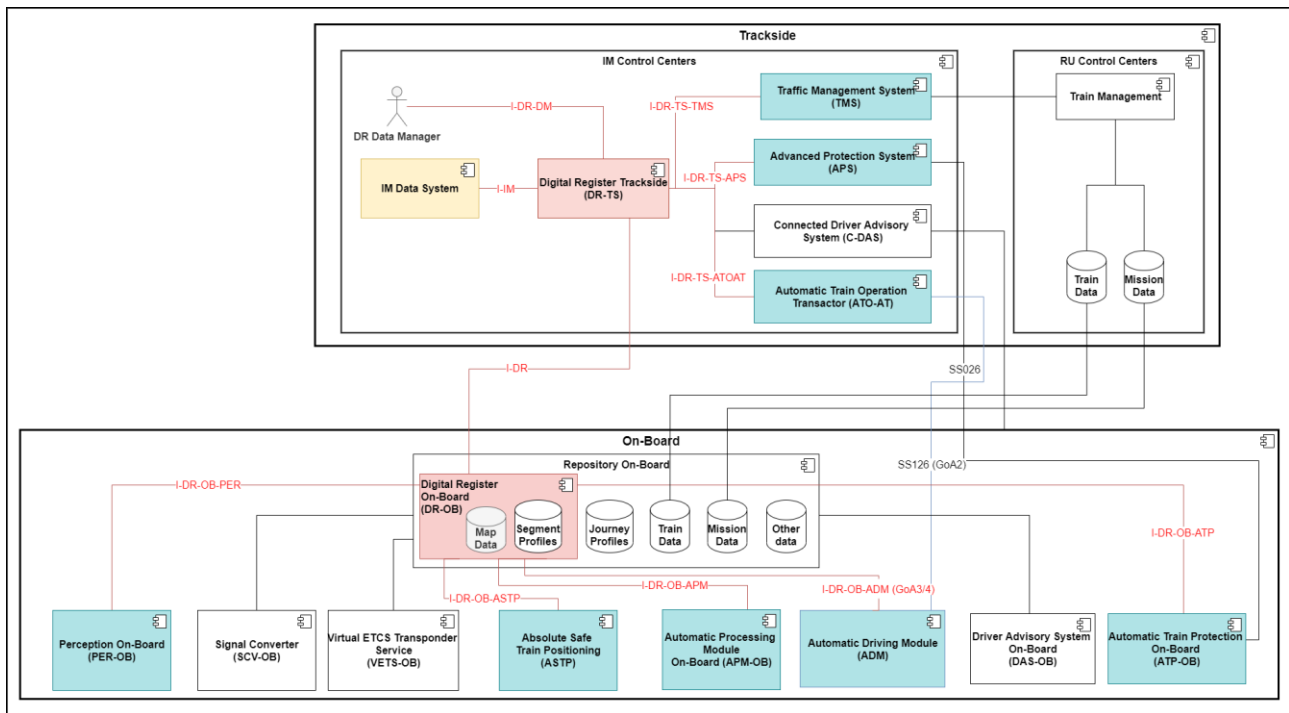 Trackside
IM Control Centers
RU Control Centers
DR Data Manager
I-DR-DM
I-DR-TS-TMS
Traffic Management System
(TMS)
Train Management
IM Data System
I-IM
Digital Register Trackside
(DR-TS)
I-DR-TS-APS
Advanced Protection System
(APS)
Connected Driver Advisory
System (C-DAS)
I-DR-TS-ATOAT
Automatic Train Operation
Transactor (ATO-AT)
Train
Data
Mission
Data
I-DR
SS026
SS126 (GoA2)
On-Board
Repository On-Board
Digital Register
On-Board
(DR-OB)
Map
Data
Segment
Profiles
Journey
Profiles
Train
Data
Mission
Data
Other
data
I-DR-OB-PER
I-DR-OB-ATP
I-DR-OB-ASTP
I-DR-OB-APM
I-DR-OB-ADM (GoA3/4)
Perception On-Board
(PER-OB)
Signal Converter
(SCV-OB)
Virtual ETCS Transponder
Service
(VETS-OB)
Absolute Safe
Train Positioning
(ASTP)
Automatic Processing
Module
On-Board (APM-OB)
Automatic Driving Module
(ADM)
Driver Advisory System
On-Board
(DAS-OB)
Automatic Train Protection
On-Board
(ATP-OB)